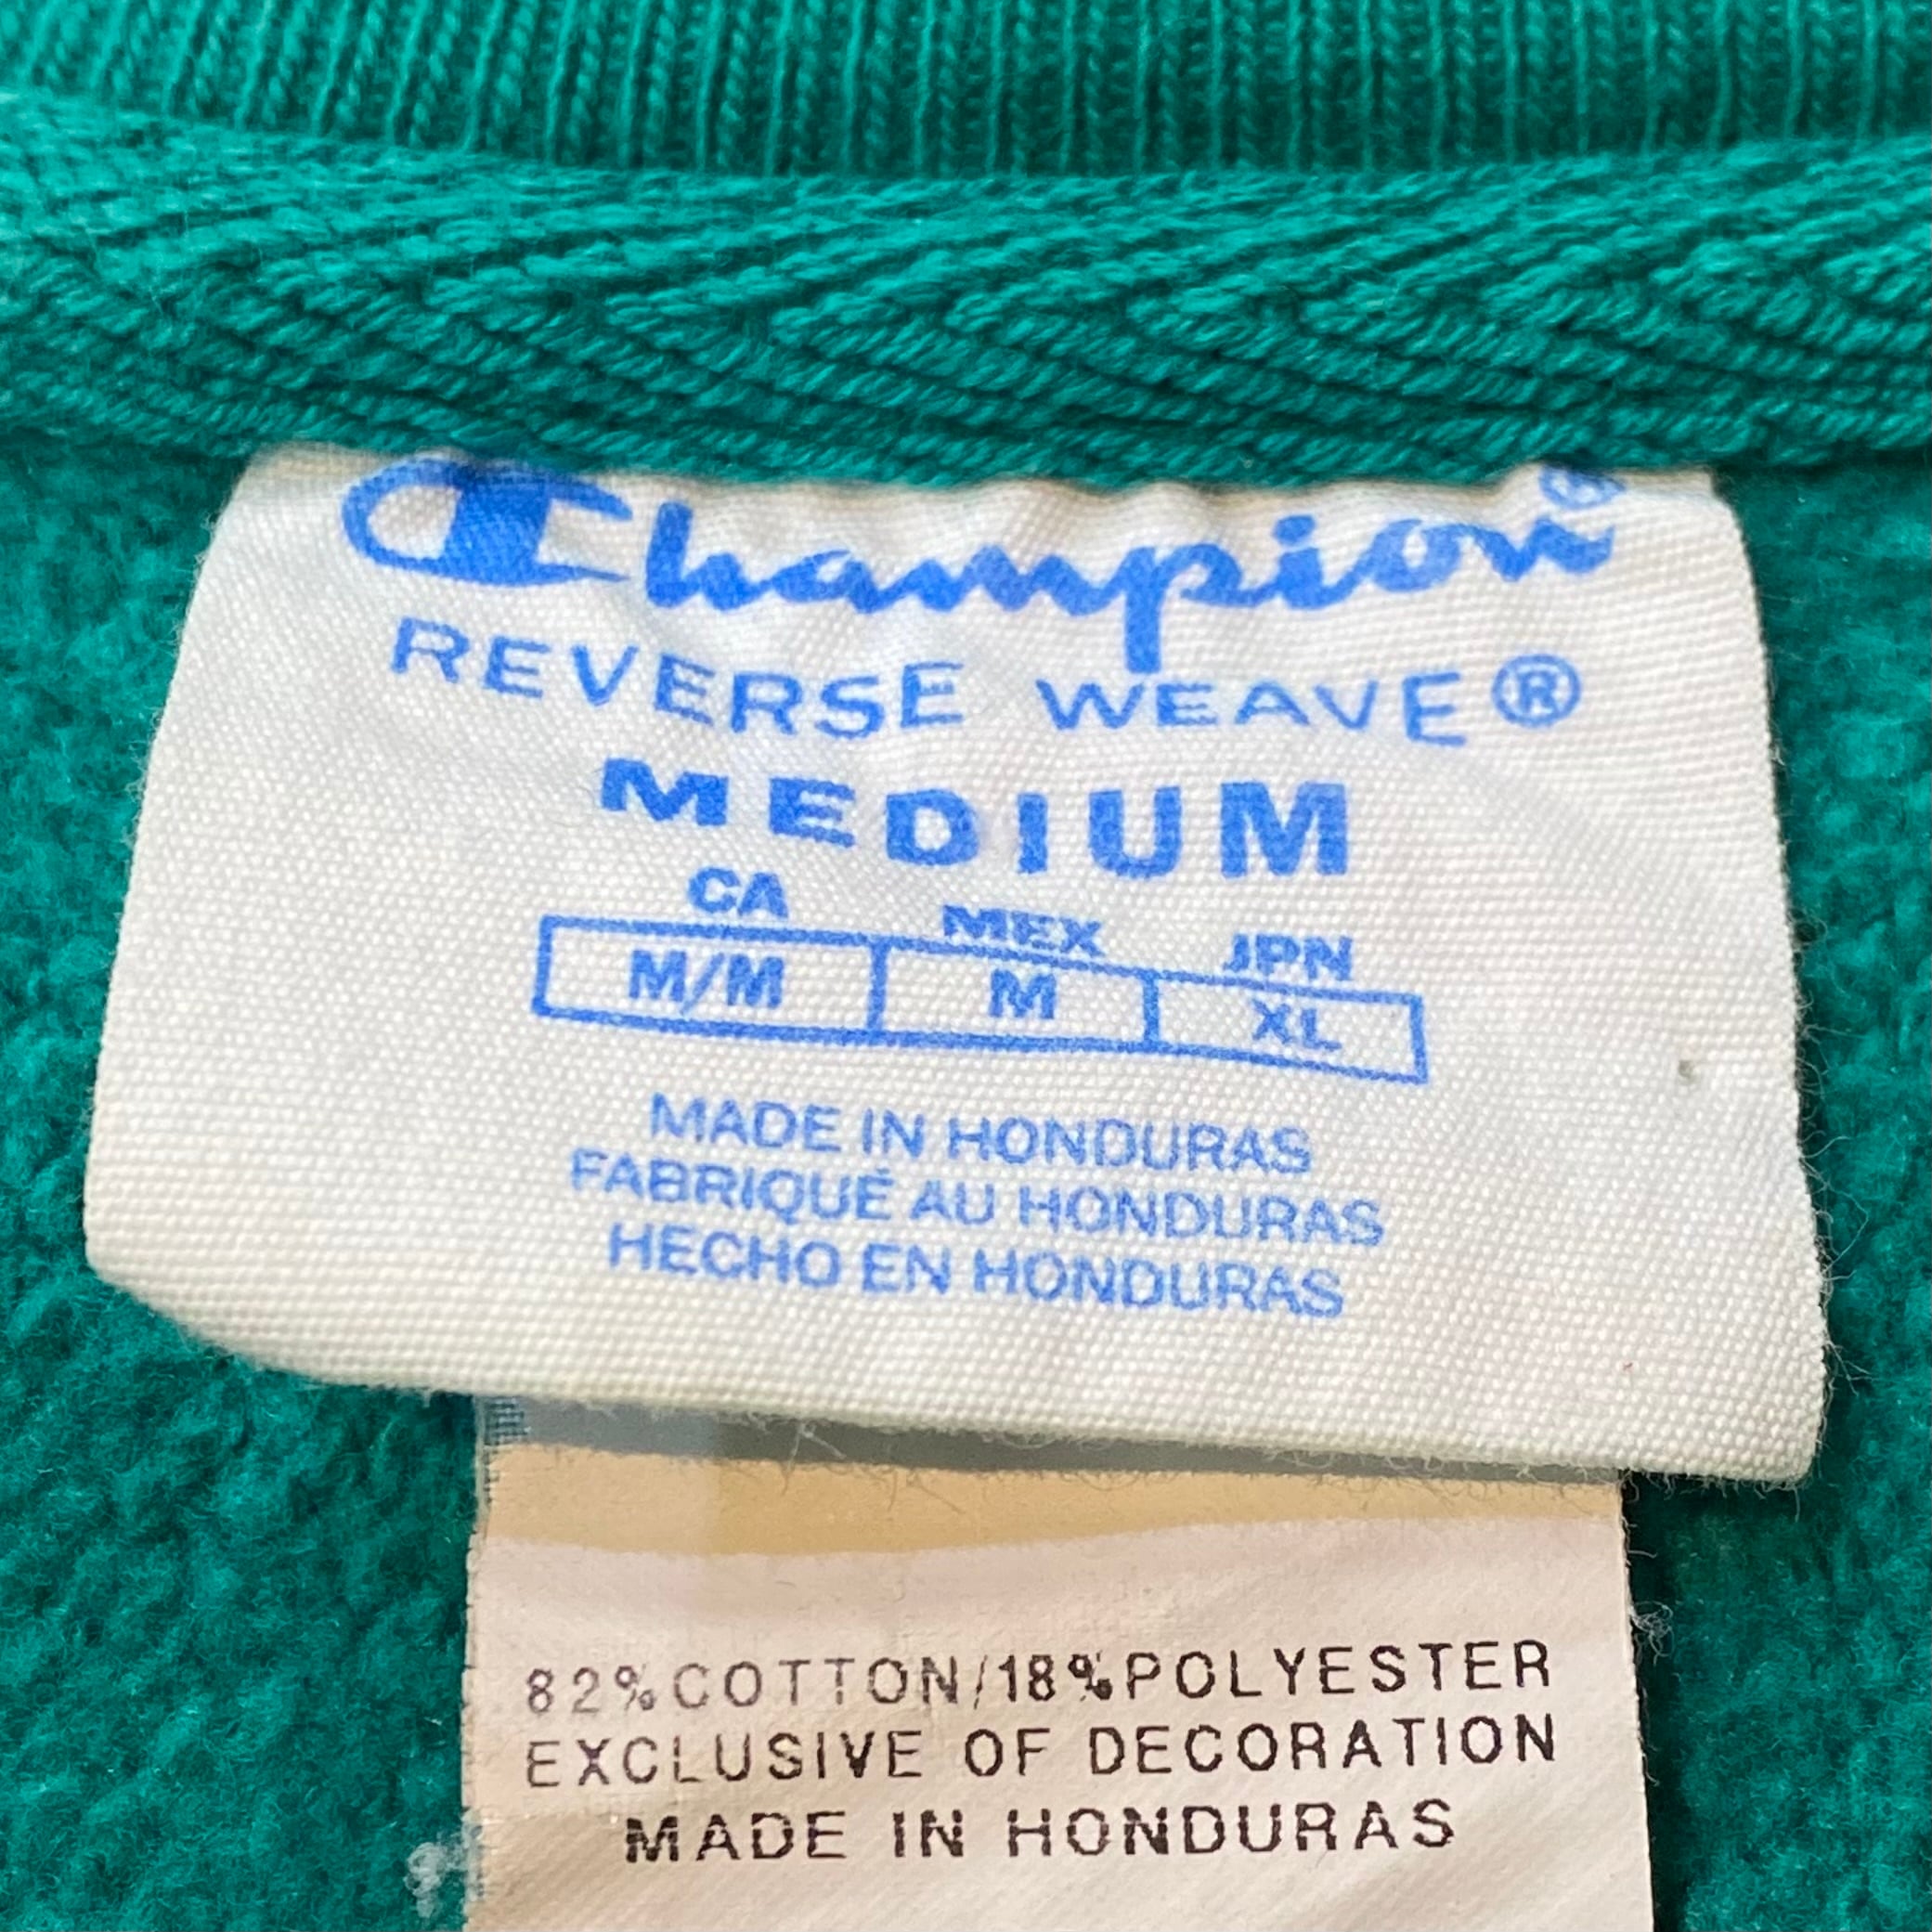 Champion®
REVERSE WEAVE®
MEDIUM
CA MEX JPN
M/M M XL
MADE IN HONDURAS
FABRIQUÉ AU HONDURAS
HECHO EN HONDURAS
82%COTTON/18%POLYESTER
EXCLUSIVE OF DECORATION
MADE IN HONDURAS